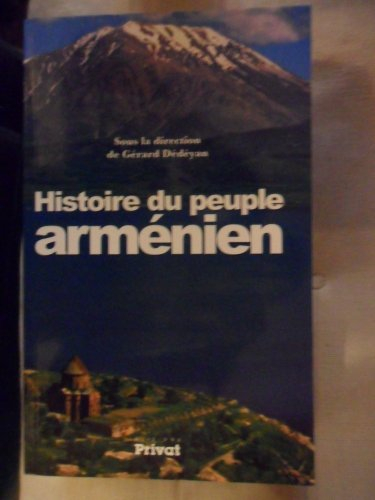 Sous la direction
de Gérard Dédéyan
Histoire du peuple
arménien
Privat